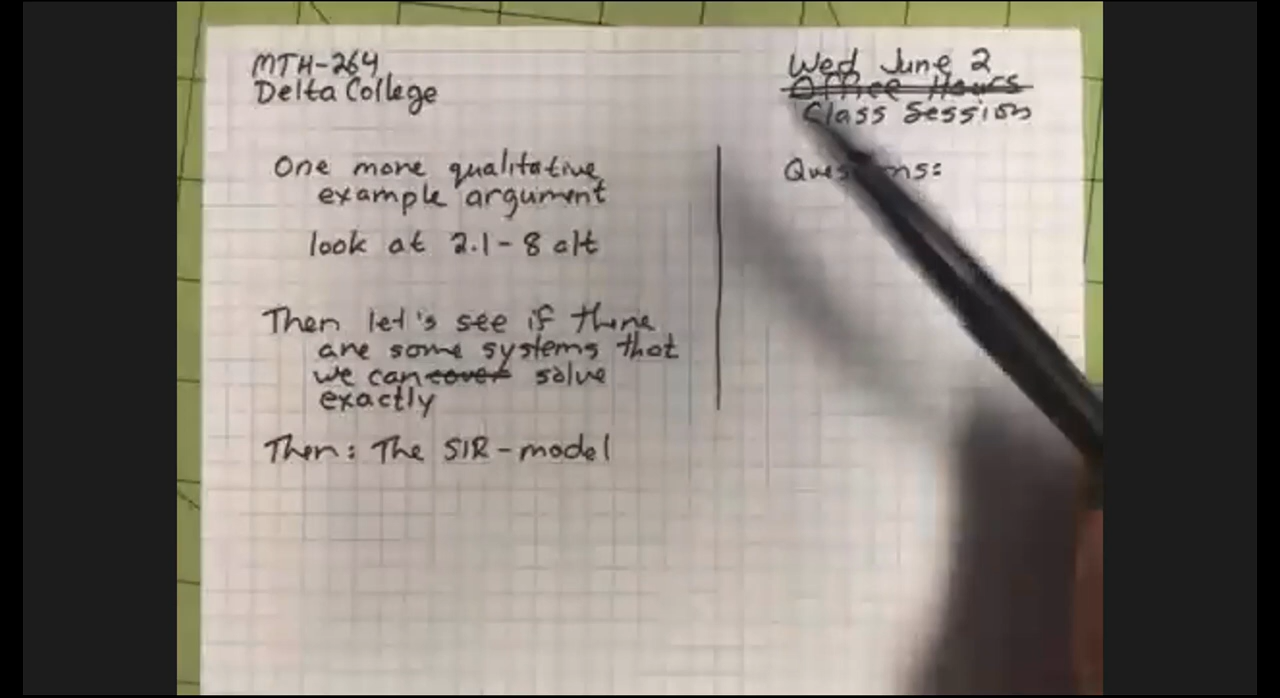 MTH-264
Delta College
Wed June 2
Office Hours
Class Session
One more qualitative
example argument
look at 2.1-8 alt
Then let's see if there
are some systems that
we can cover solve
exactly
Then: The SIR-model
Questions: